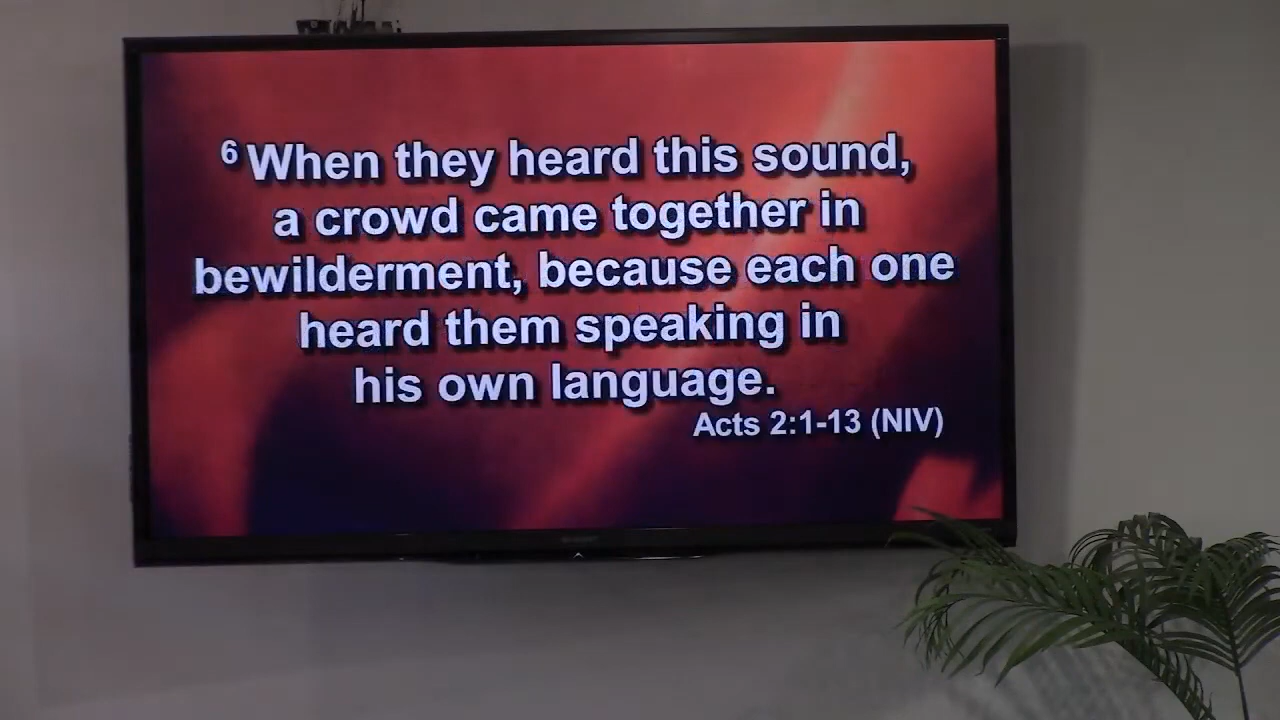 6 When they heard this sound,
a crowd came together in
bewilderment, because each one
heard them speaking in
his own language.
Acts 2:1-13 (NIV)